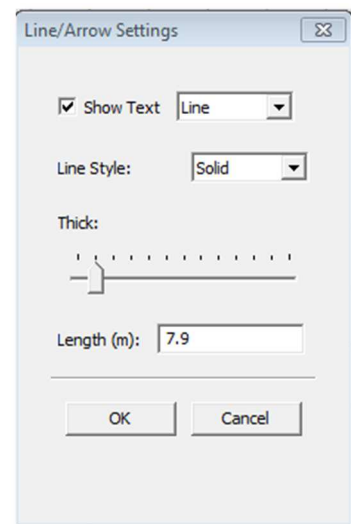 Line/Arrow Settings
Show Text Line
Line Style: Solid
Thick:
Length (m): 7.9
OK Cancel